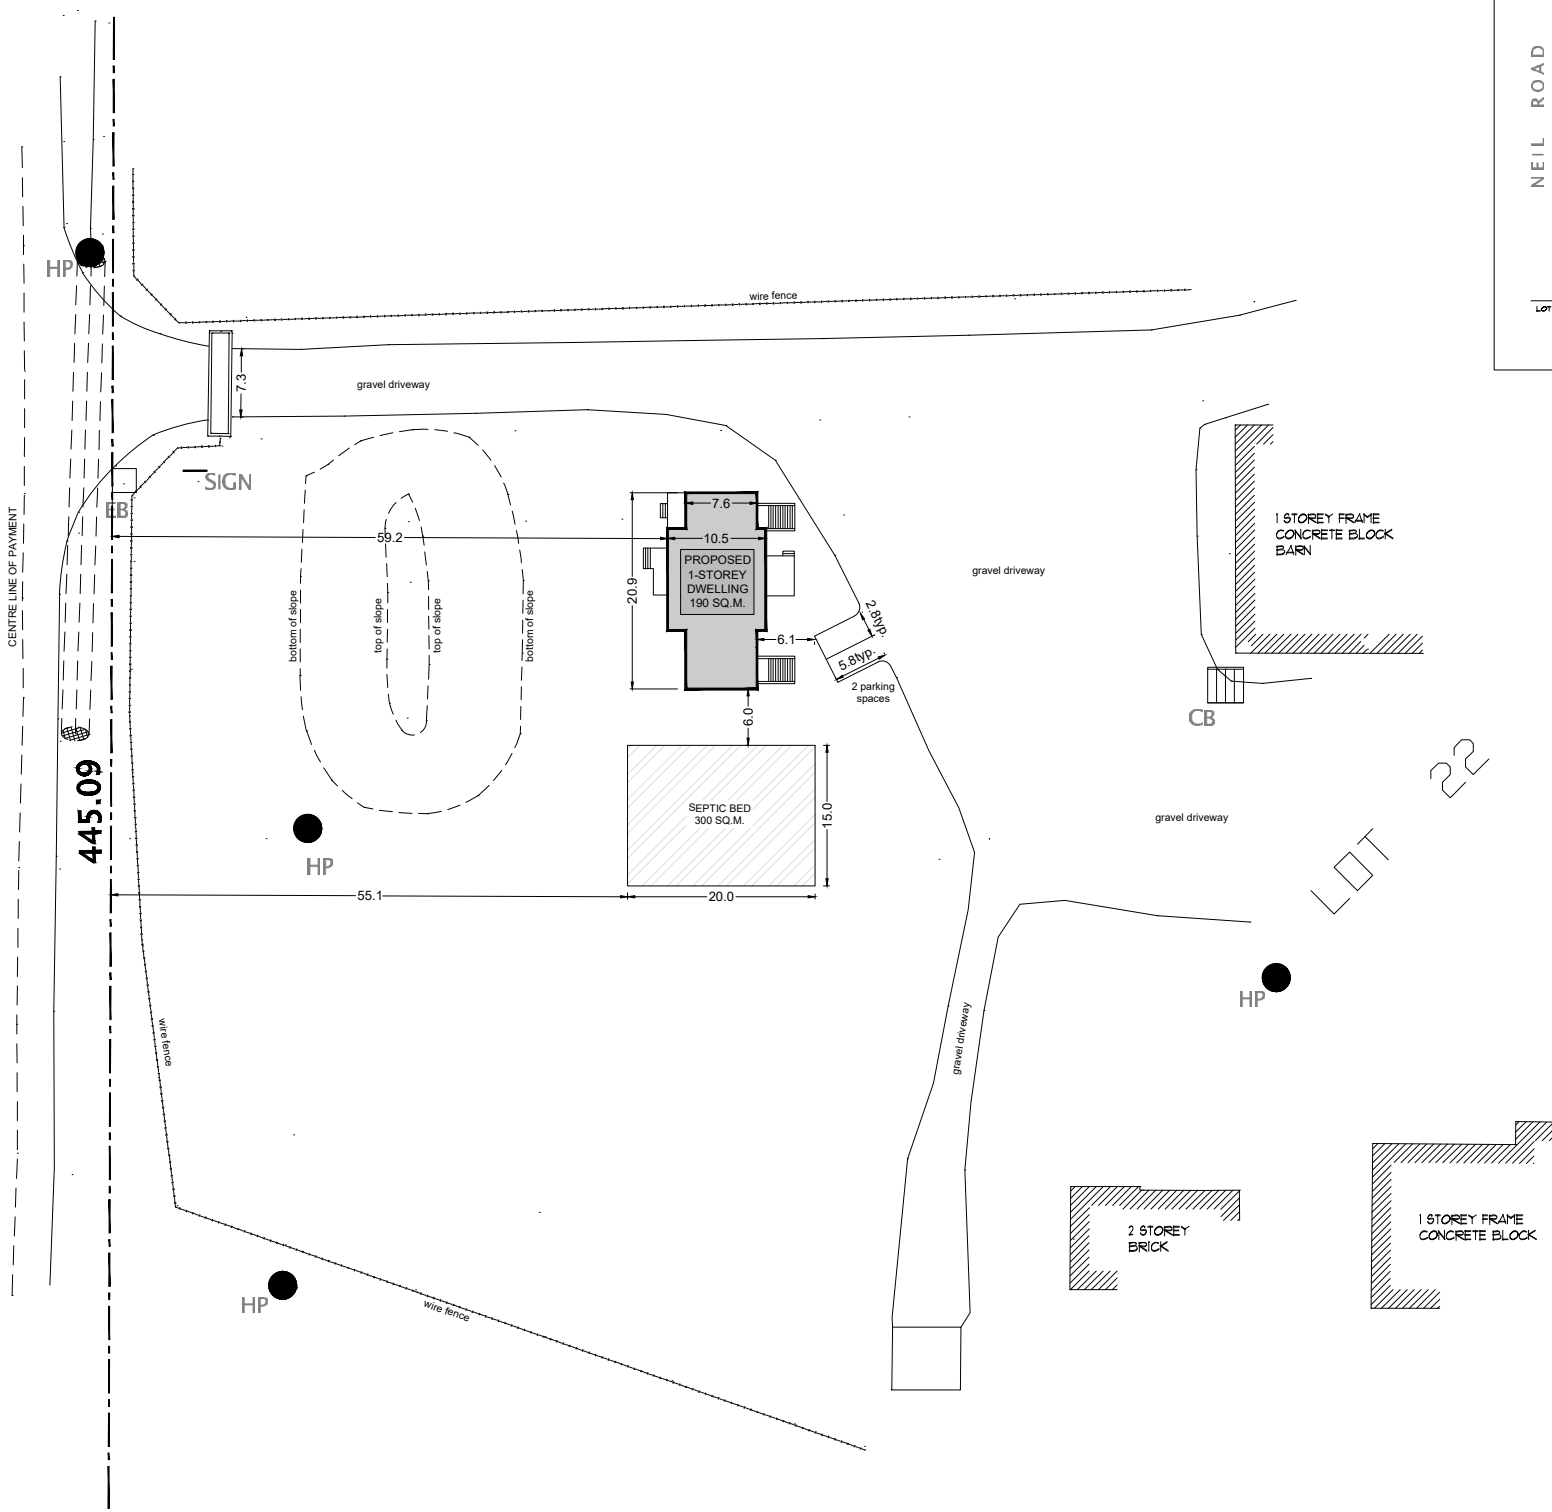 NEIL ROAD
LOT
HP
wire fence
7.3
gravel driveway
SIGN
EB
CENTRE LINE OF PAYMENT
59.2
7.6
10.5
20.9
PROPOSED
1-STOREY
DWELLING
190 SQ.M.
1 STOREY FRAME
CONCRETE BLOCK
BARN
gravel driveway
bottom of slope
top of slope
top of slope
bottom of slope
2.8typ.
6.1
5.8typ.
2 parking
spaces
6.0
CB
445.09
SEPTIC BED
300 SQ.M.
15.0
gravel driveway
LOT 22
HP
55.1
20.0
HP
wire fence
gravel driveway
2 STOREY
BRICK
1 STOREY FRAME
CONCRETE BLOCK
HP
wire fence